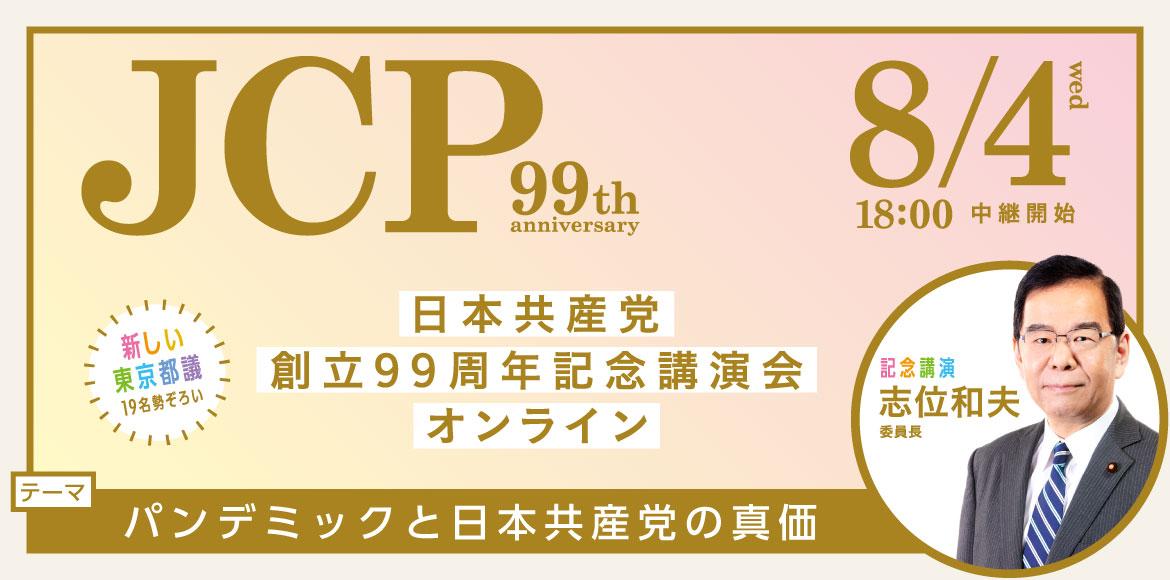 JCP
99th
anniversary
8/4
wed
18:00 中継開始
日本共産党
創立99周年記念講演会
オンライン
新しい
東京都議
19名勢ぞろい
記念講演
志位和夫
委員長
テーマ
パンデミックと日本共産党の真価